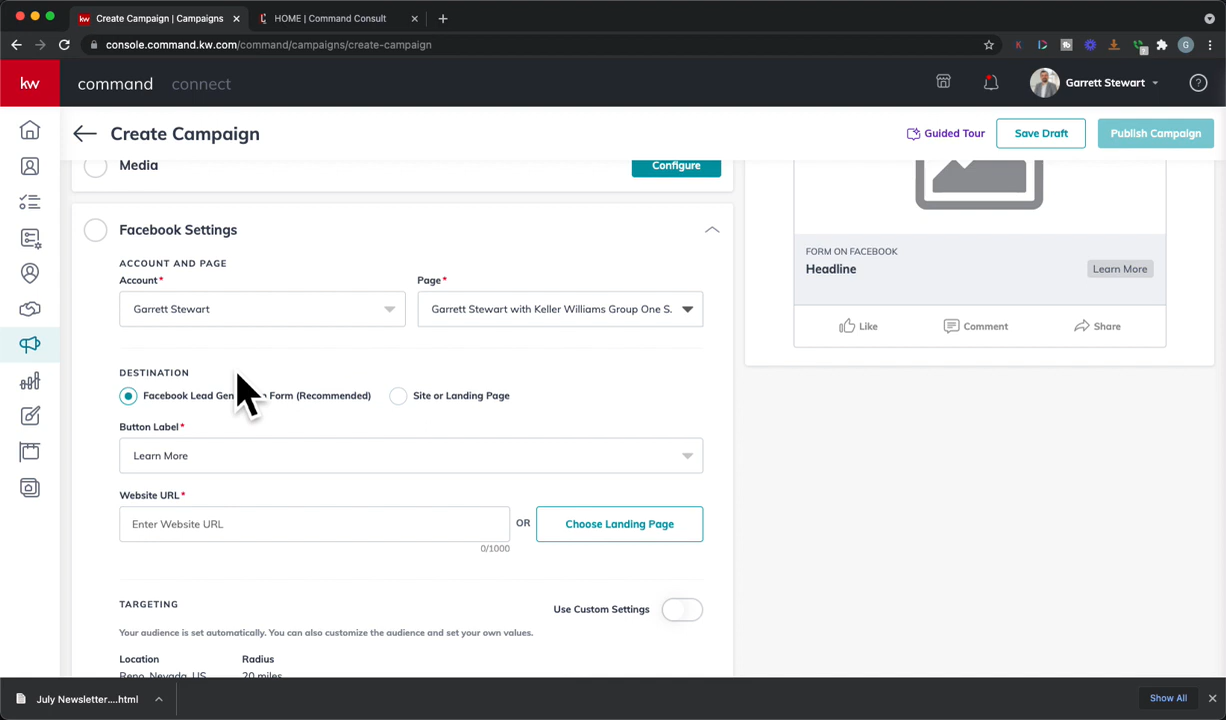 Create Campaign | Campaigns
HOME | Command Consult
console.command.kw.com/command/campaigns/create-campaign
kw
command
connect
Garrett Stewart
Create Campaign
Guided Tour
Save Draft
Publish Campaign
Media
Configure
Facebook Settings
ACCOUNT AND PAGE
Account*
Page*
Garrett Stewart
Garrett Stewart with Keller Williams Group One S.
DESTINATION
Facebook Lead Gen Form (Recommended)
Site or Landing Page
Button Label*
Learn More
Website URL*
Enter Website URL
OR
Choose Landing Page
0/1000
TARGETING
Use Custom Settings
Your audience is set automatically. You can also customize the audience and set your own values.
Location
Radius
Reno, Nevada, US
20 miles
FORM ON FACEBOOK
Headline
Learn More
Like
Comment
Share
July Newsletter....html
Show All